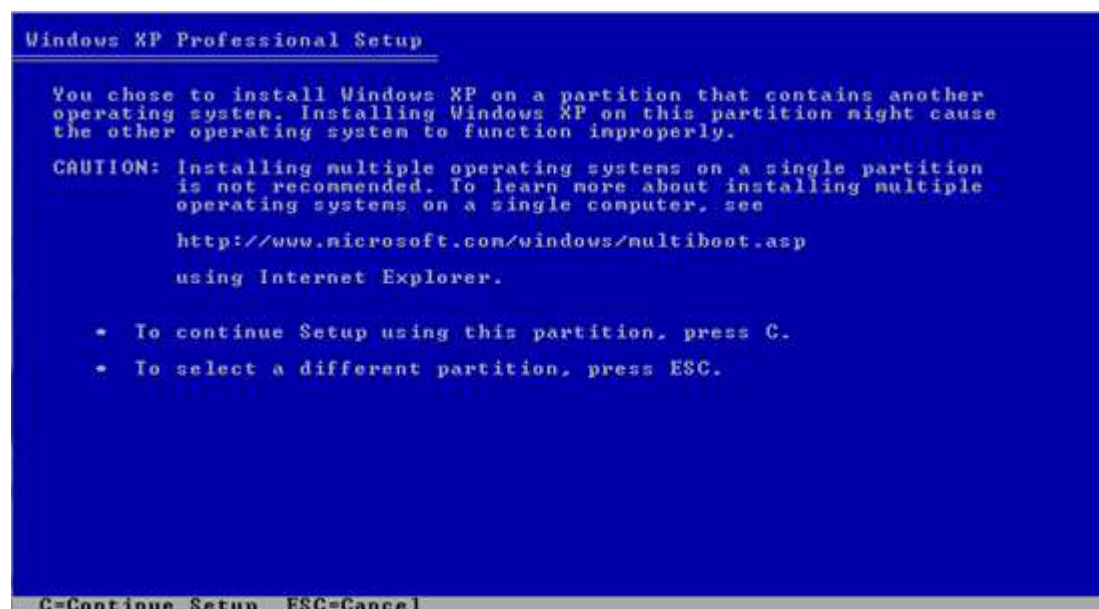 Windows XP Professional Setup
You chose to install Windows XP on a partition that contains another
operating system. Installing Windows XP on this partition might cause
the other operating system to function improperly.
CAUTION: Installing multiple operating systems on a single partition
is not recommended. To learn more about installing multiple
operating systems on a single computer, see
http://www.microsoft.com/windows/multiboot.asp
using Internet Explorer.
• To continue Setup using this partition, press C.
• To select a different partition, press ESC.
C=Continue Setup ESC=Cancel